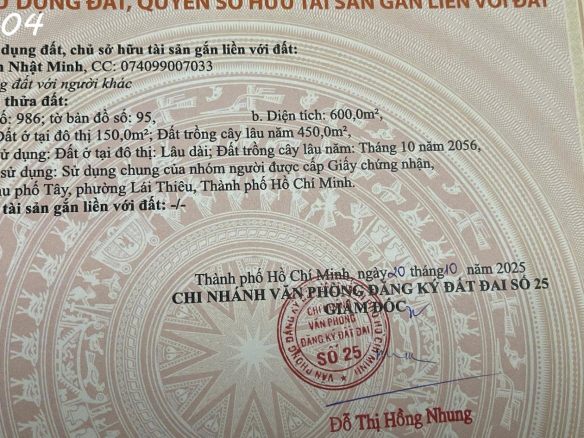 DỤNG ĐẤT, QUYỀN SỞ HỮU TÀI SẢN GẮN LIỀN VỚI ĐẤT
04
dụng đất, chủ sở hữu tài sản gắn liền với đất:
Nhật Minh, CC: 074099007033
đất với người khác
thửa đất:
986; tờ bản đồ số: 95, b. Diện tích: 600,0m²,
Đất ở tại đô thị 150,0m²; Đất trồng cây lâu năm 450,0m²,
sử dụng: Đất ở tại đô thị: Lâu dài; Đất trồng cây lâu năm: Tháng 10 năm 2056,
sử dụng: Sử dụng chung của nhóm người được cấp Giấy chứng nhận,
phố Tây, phường Lái Thiêu, Thành phố Hồ Chí Minh.
tài sản gắn liền với đất: -/-
Thành phố Hồ Chí Minh, ngày 20 tháng 10 năm 2025
CHI NHÁNH VĂN PHÒNG ĐĂNG KÝ ĐẤT ĐAI SỐ 25
GIÁM ĐỐC
CHI NHÁNH
VĂN PHÒNG
ĐĂNG KÝ ĐẤT ĐAI
SỐ 25
Đỗ Thị Hồng Nhung